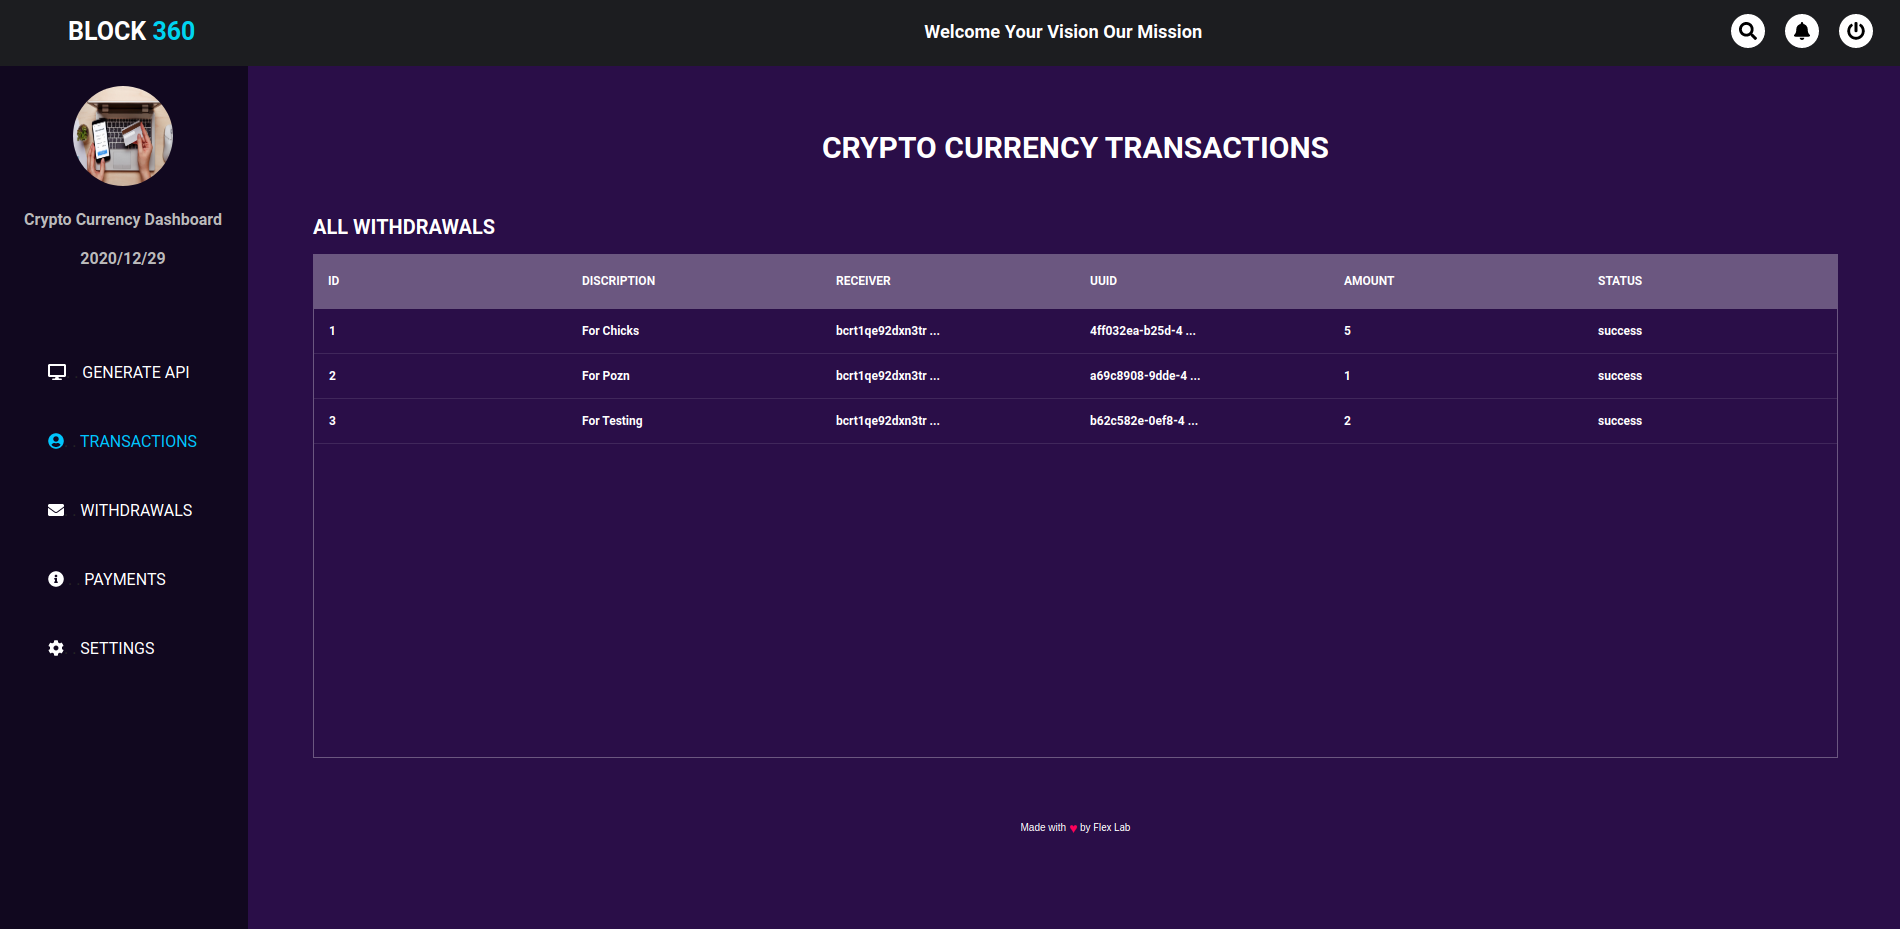 BLOCK 360
Welcome Your Vision Our Mission
Crypto Currency Dashboard
2020/12/29
GENERATE API
TRANSACTIONS
WITHDRAWALS
PAYMENTS
SETTINGS
CRYPTO CURRENCY TRANSACTIONS
ALL WITHDRAWALS
ID DISCRIPTION RECEIVER UUID AMOUNT STATUS
1 For Chicks bcrt1qe92dxn3tr ... 4ff032ea-b25d-4 ... 5 success
2 For Pozn bcrt1qe92dxn3tr ... a69c8908-9dde-4 ... 1 success
3 For Testing bcrt1qe92dxn3tr ... b62c582e-0ef8-4 ... 2 success
Made with ♥ by Flex Lab